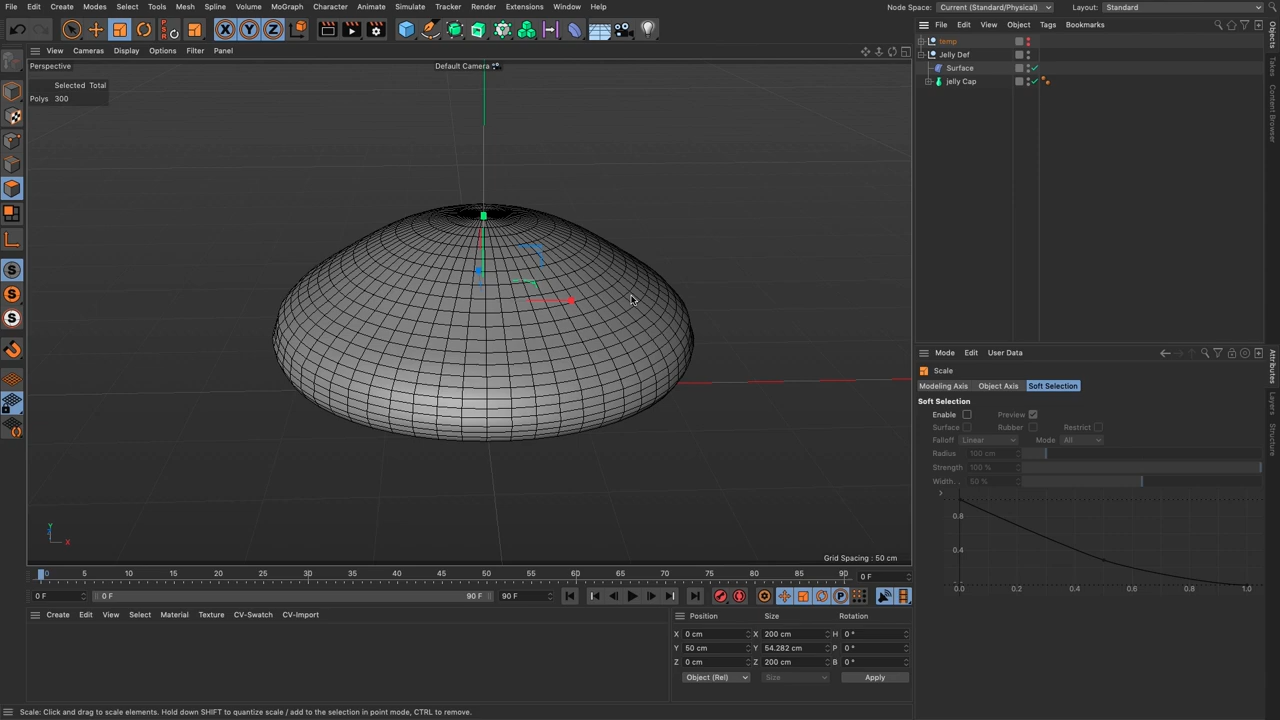 File Edit Create Modes Select Tools Mesh Spline Volume MoGraph Character Animate Simulate Tracker Render Extensions Window Help Node Space: Current (Standard/Physical) Layout: Standard
X Y Z
File Edit View Object Tags Bookmarks
View Cameras Display Options Filter Panel
Perspective
Default Camera
temp
Jelly Def
Surface
jelly Cap
Selected Total
Polys 300
Objects
Takes
Content Browser
S
S
S
Y
Z
X
Grid Spacing : 50 cm
Mode Edit User Data
Scale
Modeling Axis Object Axis Soft Selection
Soft Selection
Enable Preview
Surface Rubber Restrict
Falloff Linear Mode All
Radius 100 cm
Strength 100 %
Width. . 50 %
0.8
0.4
0.0 0.2 0.4 0.6 0.8 1.0
Attributes
Layers
Structure
0 5 10 15 20 25 30 35 40 45 50 55 60 65 70 75 80 85 90 0 F
0 F 0 F 90 F 90 F
P
Create Edit View Select Material Texture CV-Swatch CV-Import
Position Size Rotation
X 0 cm X 200 cm H 0 °
Y 50 cm Y 54.282 cm P 0 °
Z 0 cm Z 200 cm B 0 °
Object (Rel) Size Apply
Scale: Click and drag to scale elements. Hold down SHIFT to quantize scale / add to the selection in point mode, CTRL to remove.